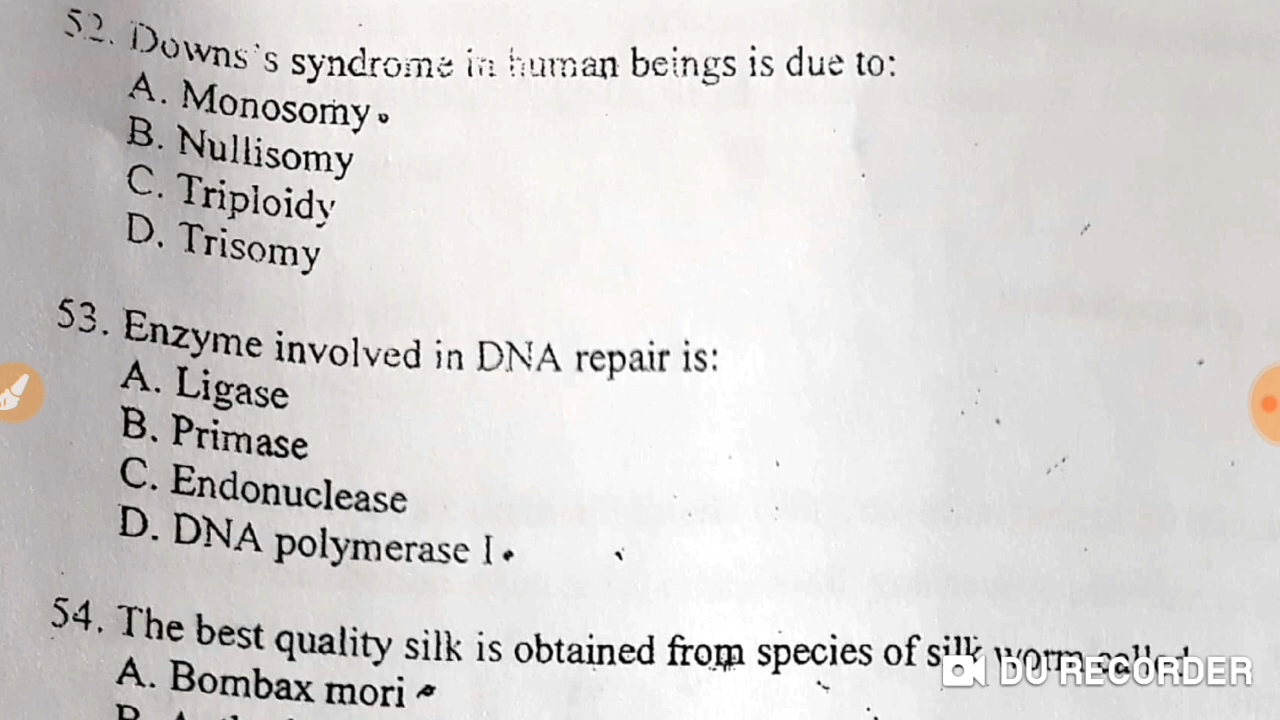 52. Downs's syndrome in human beings is due to:
A. Monosomy
B. Nullisomy
C. Triploidy
D. Trisomy
53. Enzyme involved in DNA repair is:
A. Ligase
B. Primase
C. Endonuclease
D. DNA polymerase I
54. The best quality silk is obtained from species of silk worm called
DU RECORDER
A. Bombax mori
B.